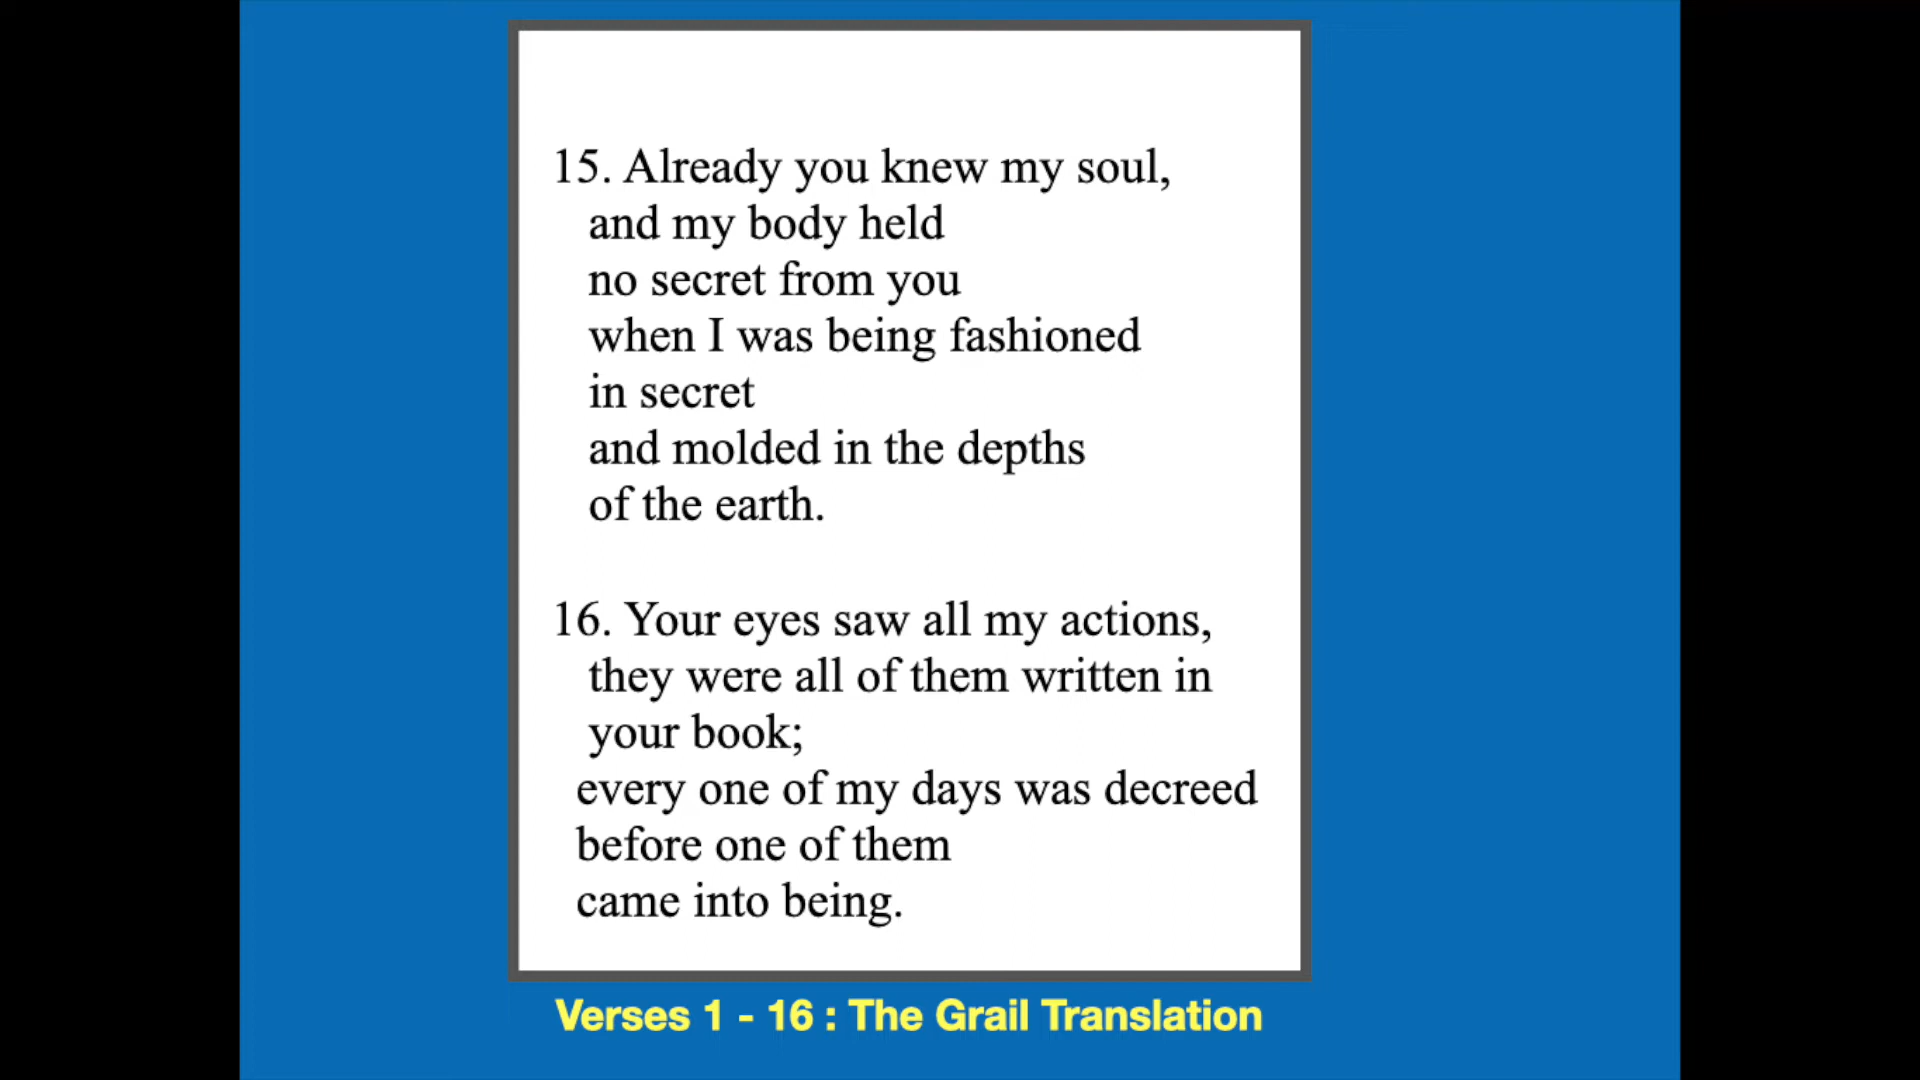 15. Already you knew my soul,
and my body held
no secret from you
when I was being fashioned
in secret
and molded in the depths
of the earth.
16. Your eyes saw all my actions,
they were all of them written in
your book;
every one of my days was decreed
before one of them
came into being.
Verses 1 - 16 : The Grail Translation